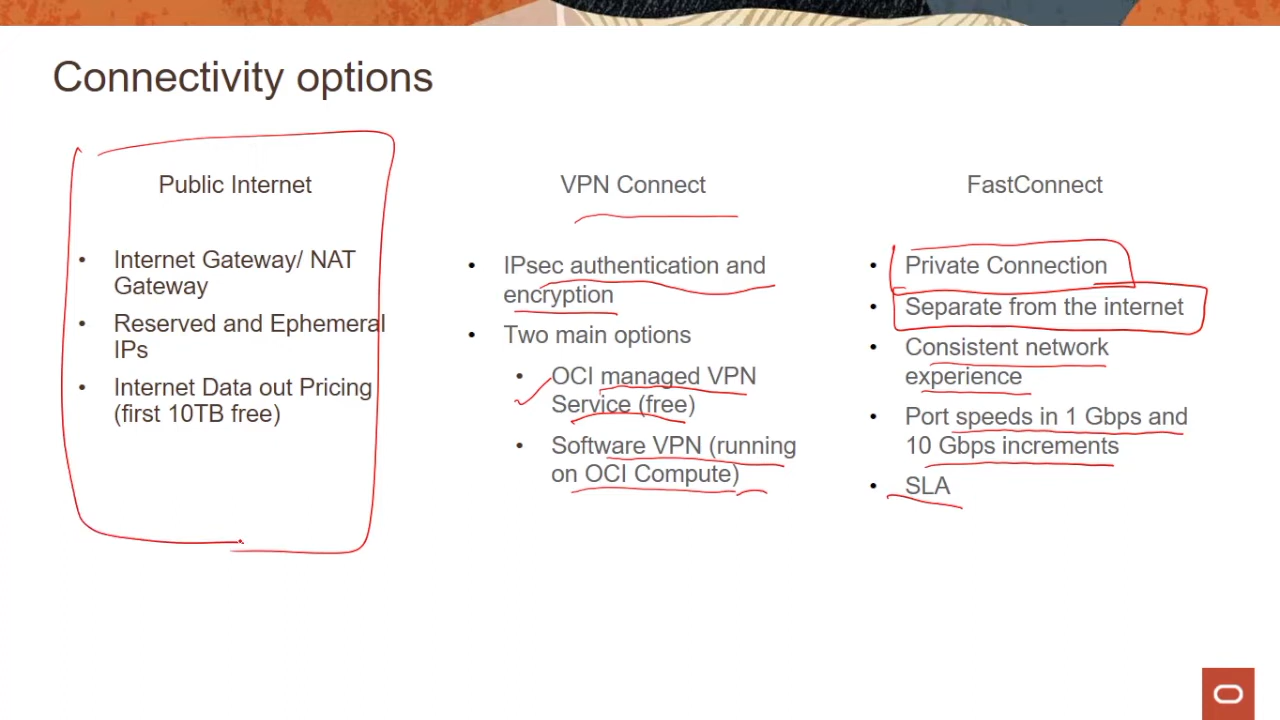 Connectivity options
Public Internet
• Internet Gateway/ NAT
Gateway
• Reserved and Ephemeral
IPs
• Internet Data out Pricing
(first 10TB free)
VPN Connect
• IPsec authentication and
encryption
• Two main options
• OCI managed VPN
Service (free)
• Software VPN (running
on OCI Compute)
FastConnect
• Private Connection
• Separate from the internet
• Consistent network
experience
• Port speeds in 1 Gbps and
10 Gbps increments
• SLA